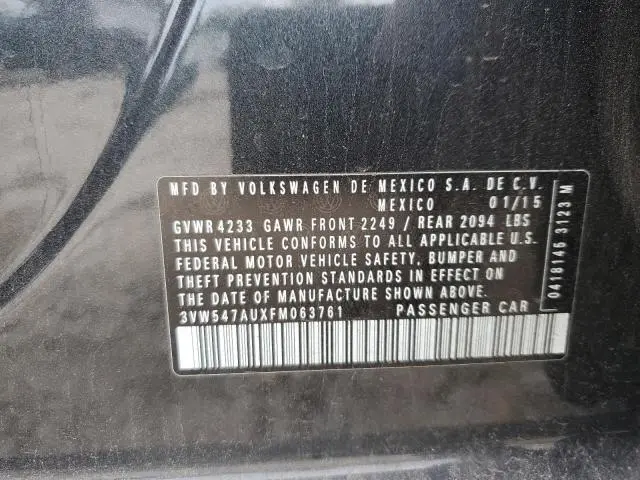 MFD BY VOLKSWAGEN DE MEXICO S.A. DE C.V.
MEXICO 01/15
GVWR 4233 GAWR FRONT 2249 / REAR 2094 LBS
THIS VEHICLE CONFORMS TO ALL APPLICABLE U.S.
FEDERAL MOTOR VEHICLE SAFETY, BUMPER AND
THEFT PREVENTION STANDARDS IN EFFECT ON
THE DATE OF MANUFACTURE SHOWN ABOVE.
3VW547AUXFM063761 PASSENGER CAR
0418145 3123 M